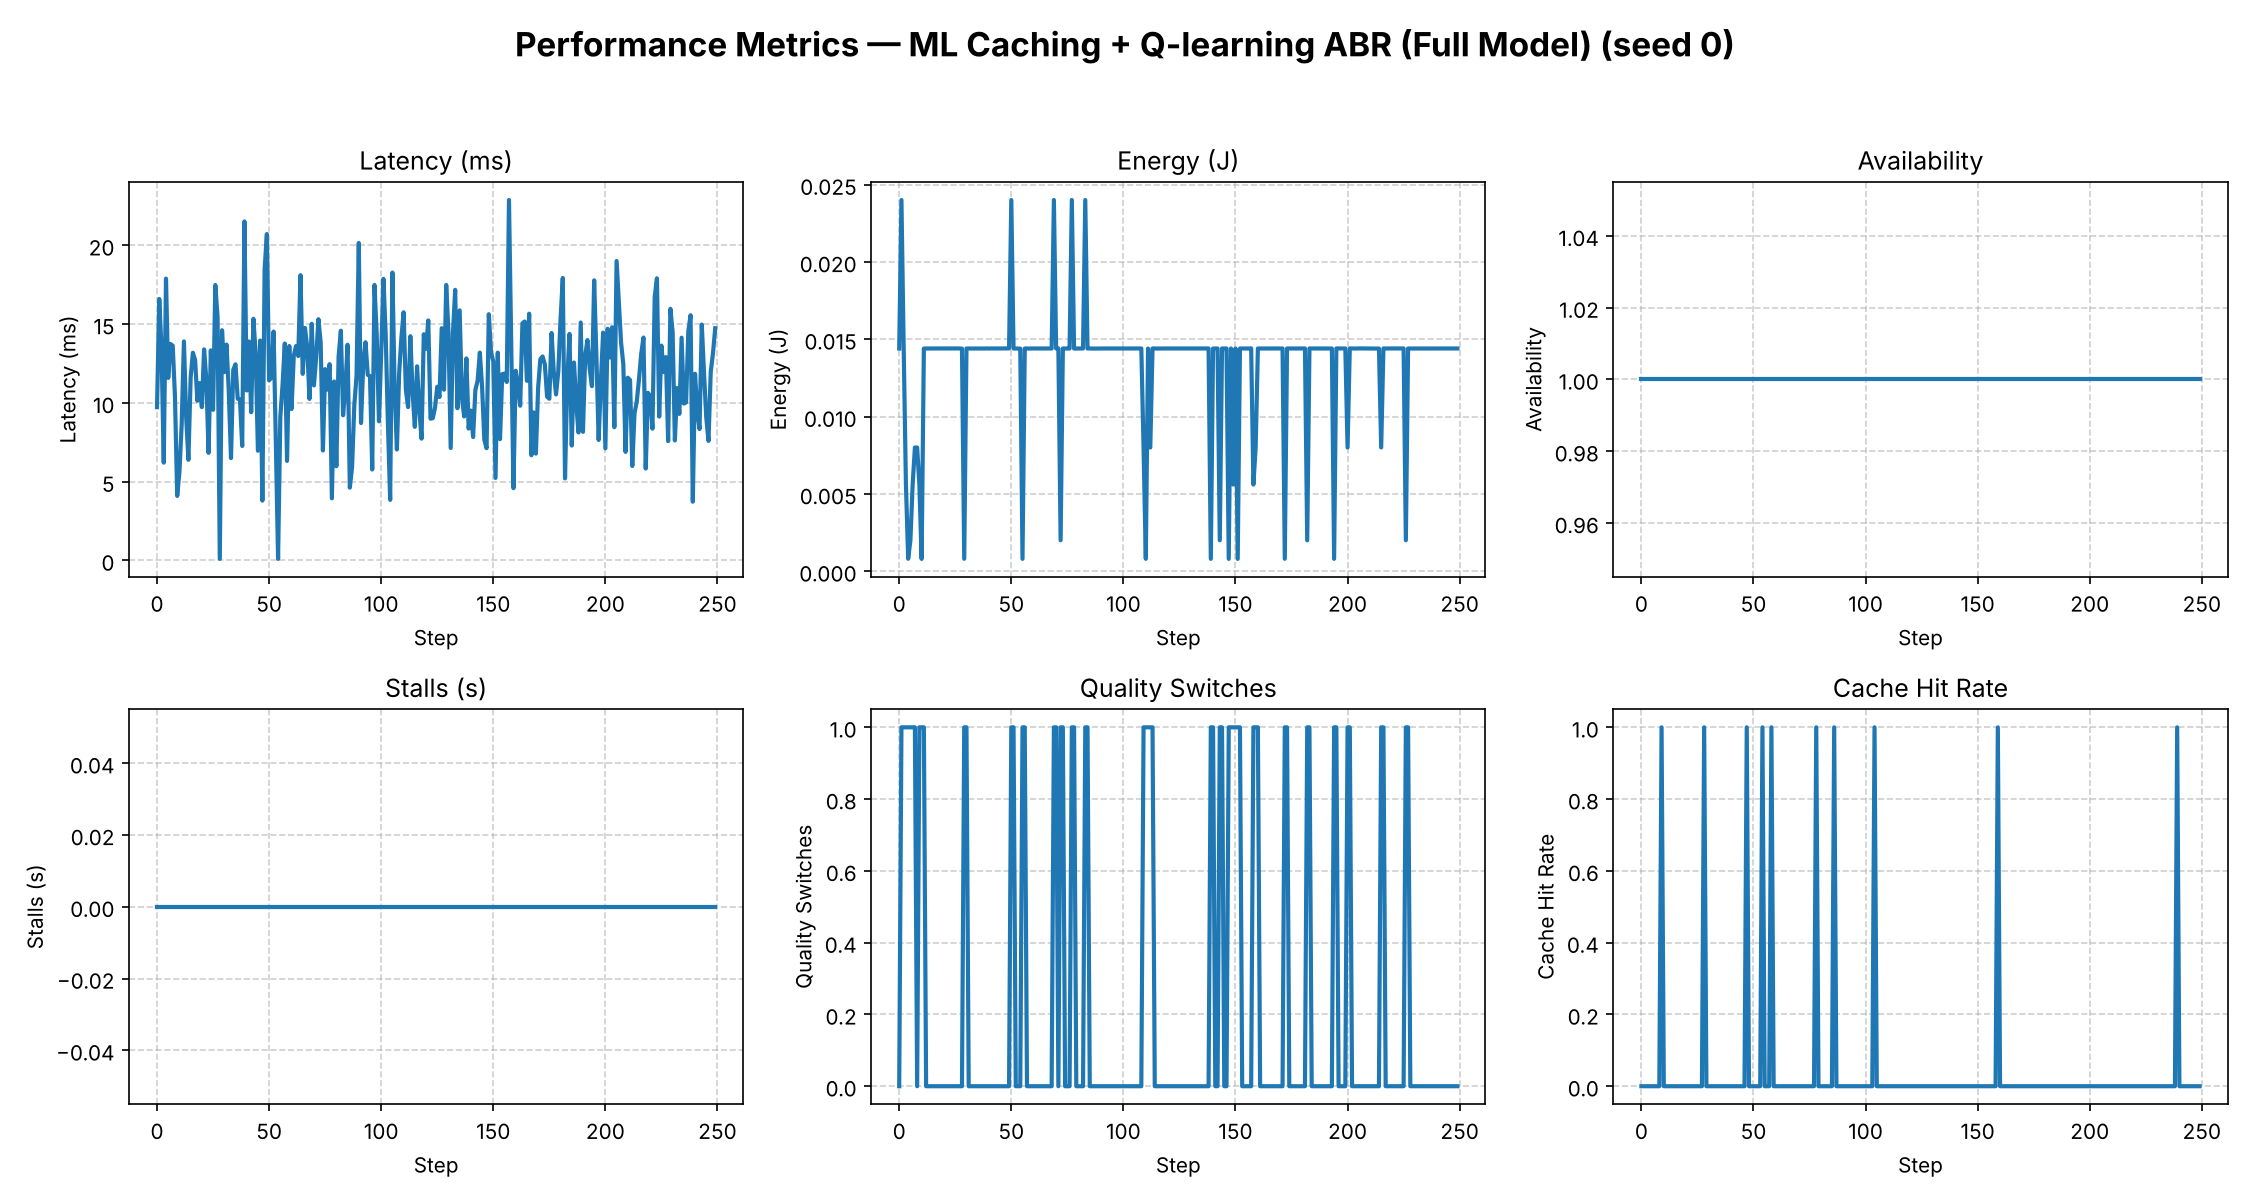 Performance Metrics — ML Caching + Q-learning ABR (Full Model) (seed 0)
Latency (ms)
Latency (ms)
20
15
10
5
0
0 50 100 150 200 250
Step
Energy (J)
Energy (J)
0.025
0.020
0.015
0.010
0.005
0.000
0 50 100 150 200 250
Step
Availability
Availability
1.04
1.02
1.00
0.98
0.96
0 50 100 150 200 250
Step
Stalls (s)
Stalls (s)
0.04
0.02
0.00
−0.02
−0.04
0 50 100 150 200 250
Step
Quality Switches
Quality Switches
1.0
0.8
0.6
0.4
0.2
0.0
0 50 100 150 200 250
Step
Cache Hit Rate
Cache Hit Rate
1.0
0.8
0.6
0.4
0.2
0.0
0 50 100 150 200 250
Step